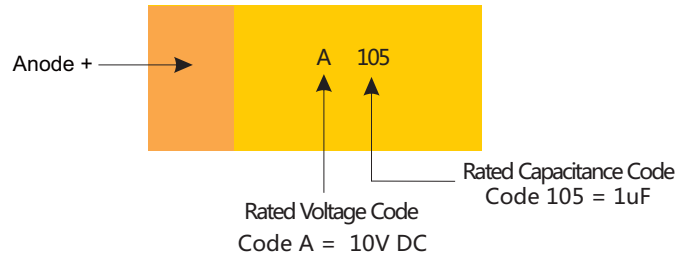 A 105
Anode +
Rated Capacitance Code
Code 105 = 1uF
Rated Voltage Code
Code A = 10V DC